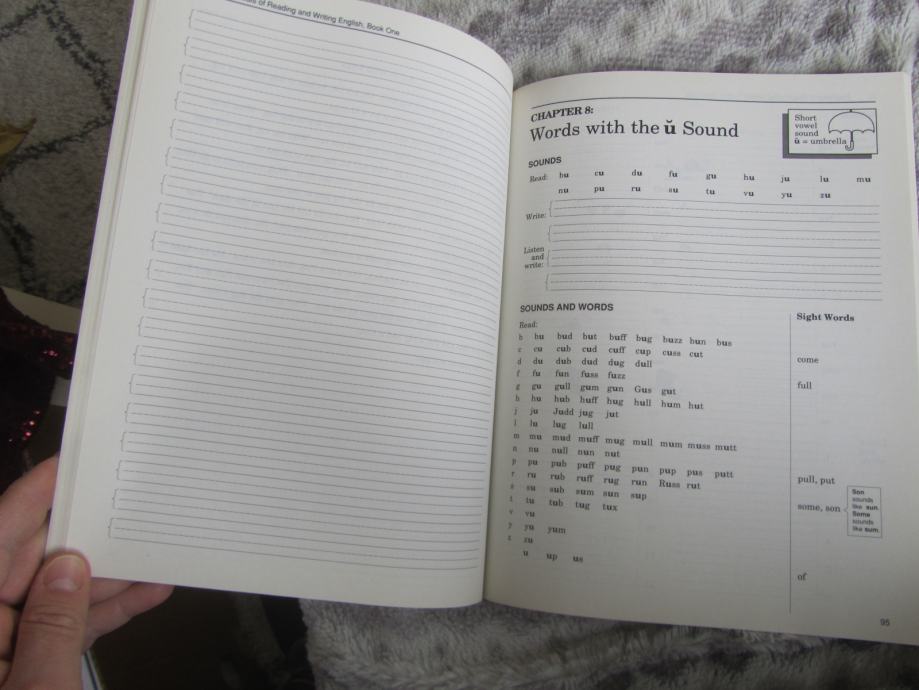 of Reading and Writing English, Book One
CHAPTER 8:
Words with the ŭ Sound
Short
vowel
sound
ŭ = umbrella
SOUNDS
Read: bu cu du fu gu hu ju lu mu
nu pu ru su tu vu yu zu
Write:
Listen
and
write:
SOUNDS AND WORDS
Sight Words
Read:
b bu bud but buff bug buzz bun bus
c cu cub cud cuff cup cuss cut
come
d du dub dud dug dull
f fu fun fuss fuzz
full
g gu gull gum gun Gus gut
h hu hub huff hug hull hum hut
j ju Judd jug jut
l lu lug lull
m mu mud muff mug mull mum muss mutt
n nu null nun nut
p pu pub puff pug pun pup pus putt
pull, put
r ru rub ruff rug run Russ rut
s su sub sum sun sup
some, son
Son
sounds
like sun.
Some
sounds
like sum.
t tu tub tug tux
v vu
y yu yum
z zu
u up us
of
95